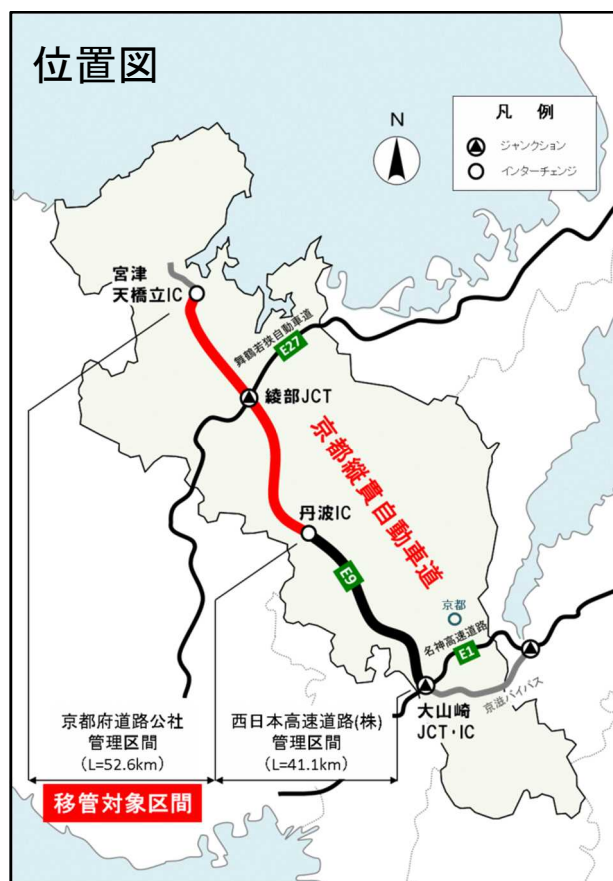 位置図
N
凡 例
ジャンクション
インターチェンジ
宮津
天橋立IC
舞鶴若狭自動車道
E27
綾部JCT
京都縦貫自動車道
丹波IC
E9
京都
名神高速道路
E1
京滋バイパス
大山崎
JCT・IC
京都府道路公社
管理区間
(L=52.6km)
西日本高速道路(株)
管理区間
(L=41.1km)
移管対象区間